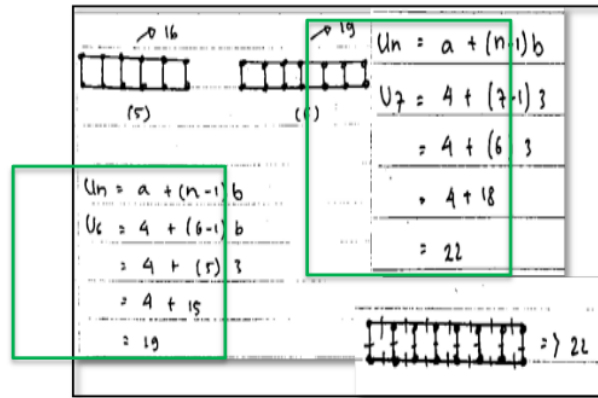 16
19
(5)
Un = a + (n-1) b
U6 = 4 + (6-1) b
= 4 + (5) 3
= 4 + 15
= 19
Un = a + (n-1) b
U7 = 4 + (7-1) 3
= 4 + (6) 3
= 4 + 18
= 22
=> 22